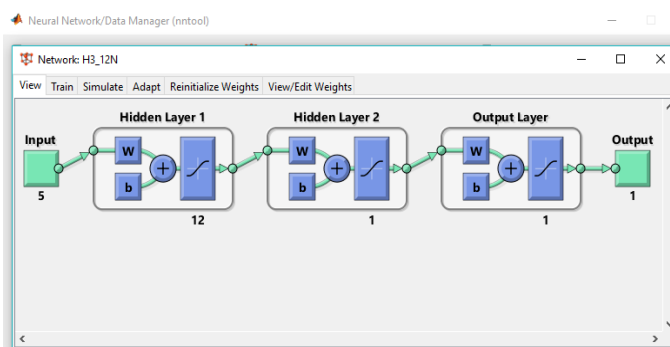 Neural Network/Data Manager (nntool)
Network: H3_12N
View Train Simulate Adapt Reinitialize Weights View/Edit Weights
Hidden Layer 1 Hidden Layer 2 Output Layer
Input Output
W W W
b b b
5 1
12 1 1